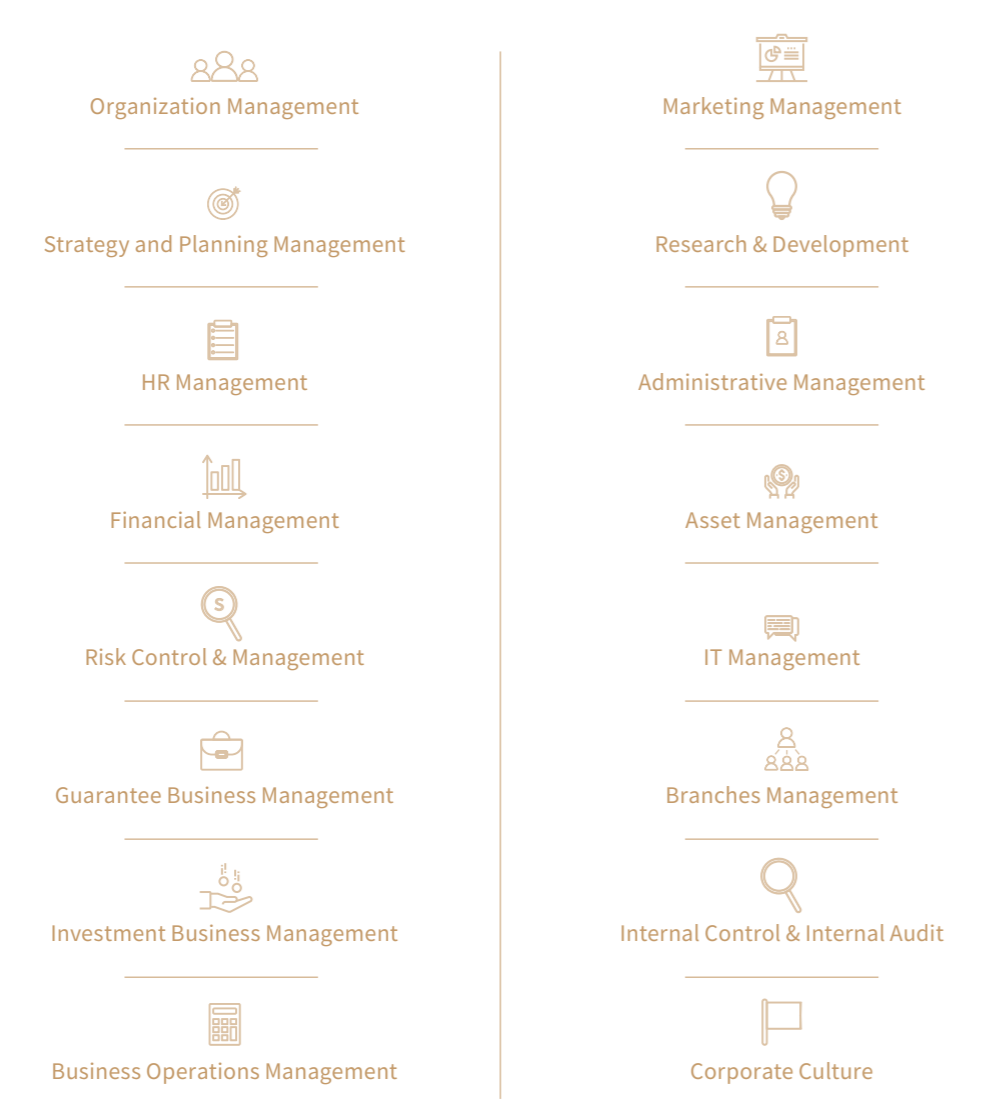 Organization Management
Strategy and Planning Management
HR Management
Financial Management
S
Risk Control & Management
Guarantee Business Management
Investment Business Management
Business Operations Management
Marketing Management
Research & Development
Administrative Management
$
Asset Management
IT Management
Branches Management
Internal Control & Internal Audit
Corporate Culture